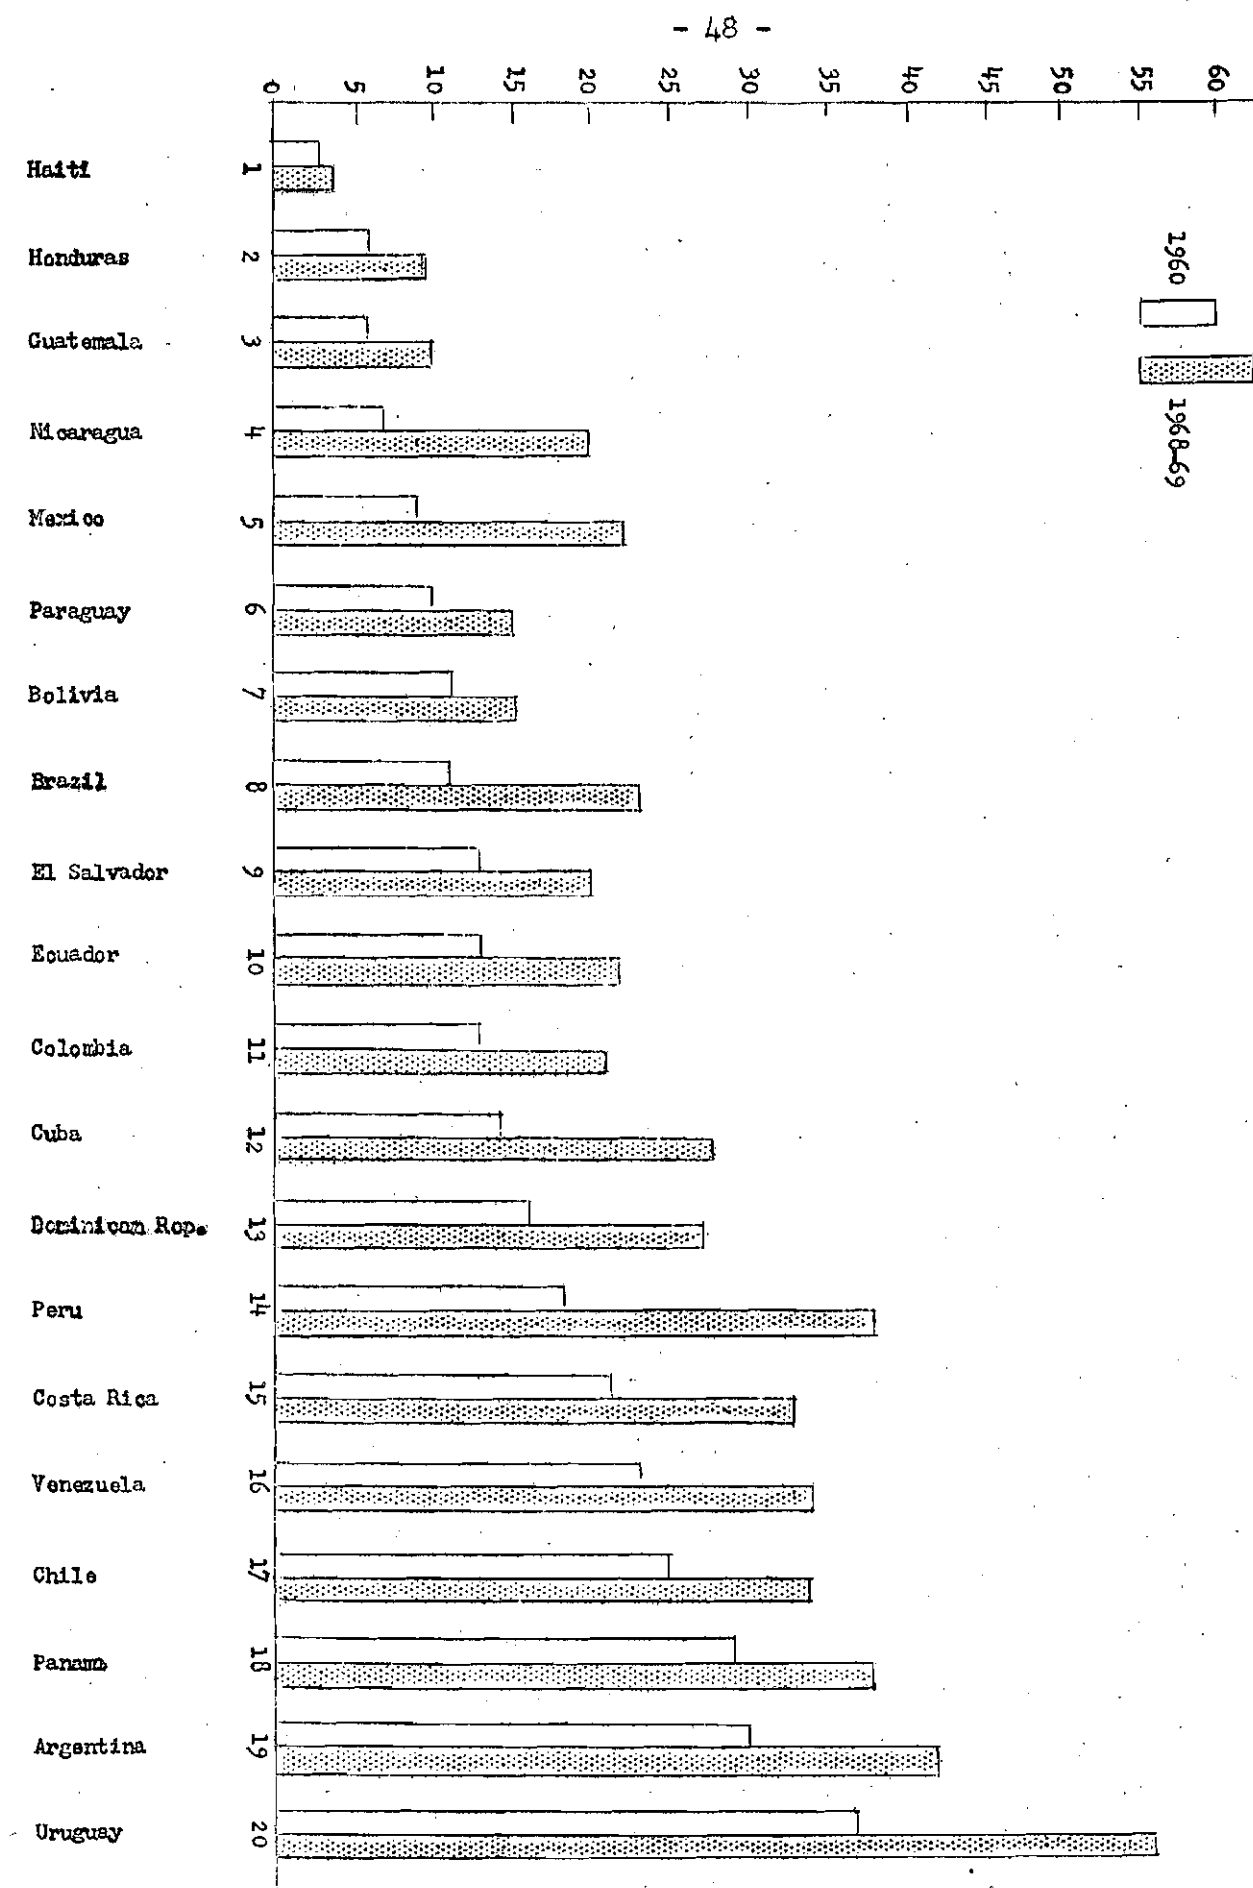 - 48 -
0 5 10 15 20 25 30 35 44 45 50 55 60
1960
1968-69
Haiti 1
Honduras 2
Guatemala 3
Nicaragua 4
Mexico 5
Paraguay 6
Bolivia 7
Brazil 8
El Salvador 9
Ecuador 10
Colombia 11
Cuba 12
Dominican Rep. 13
Peru 14
Costa Rica 15
Venezuela 16
Chile 17
Panama 18
Argentina 19
Uruguay 20